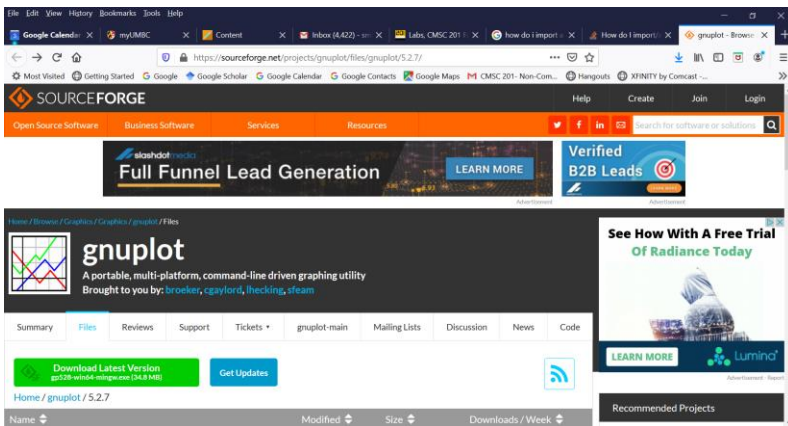 File Edit View History Bookmarks Tools Help
Google Calendar X myUMBC X Content X Inbox (4,422) - X Labs, CMSC 201 X how do i import X How do I import X gnuplot - Browse X +
https://sourceforge.net/projects/gnuplot/files/gnuplot/5.2.7/
Most Visited Getting Started Google Google Scholar Google Calendar Google Contacts Google Maps CMSC 201- Non-Com... Hangouts XFINITY by Comcast -...
SOURCEFORGE
Help Create Join Login
Open Source Software Business Software Services Resources
Search for software or solutions
slashdotmedia
Full Funnel Lead Generation
LEARN MORE
Advertisement
Verified
B2B Leads
Advertisement
Home / Browse / Graphics / Graphics / gnuplot / Files
gnuplot
A portable, multi-platform, command-line driven graphing utility
Brought to you by: broeker, cgaylord, lhecking, sfeam
See How With A Free Trial
Of Radiance Today
LEARN MORE
Lumina
Advertisement - Report
Summary Files Reviews Support Tickets gnuplot-main Mailing Lists Discussion News Code
Download Latest Version
gp528-win64-mingw.exe (34.8 MB)
Get Updates
Home / gnuplot / 5.2.7
Name Modified Size Downloads / Week
Recommended Projects